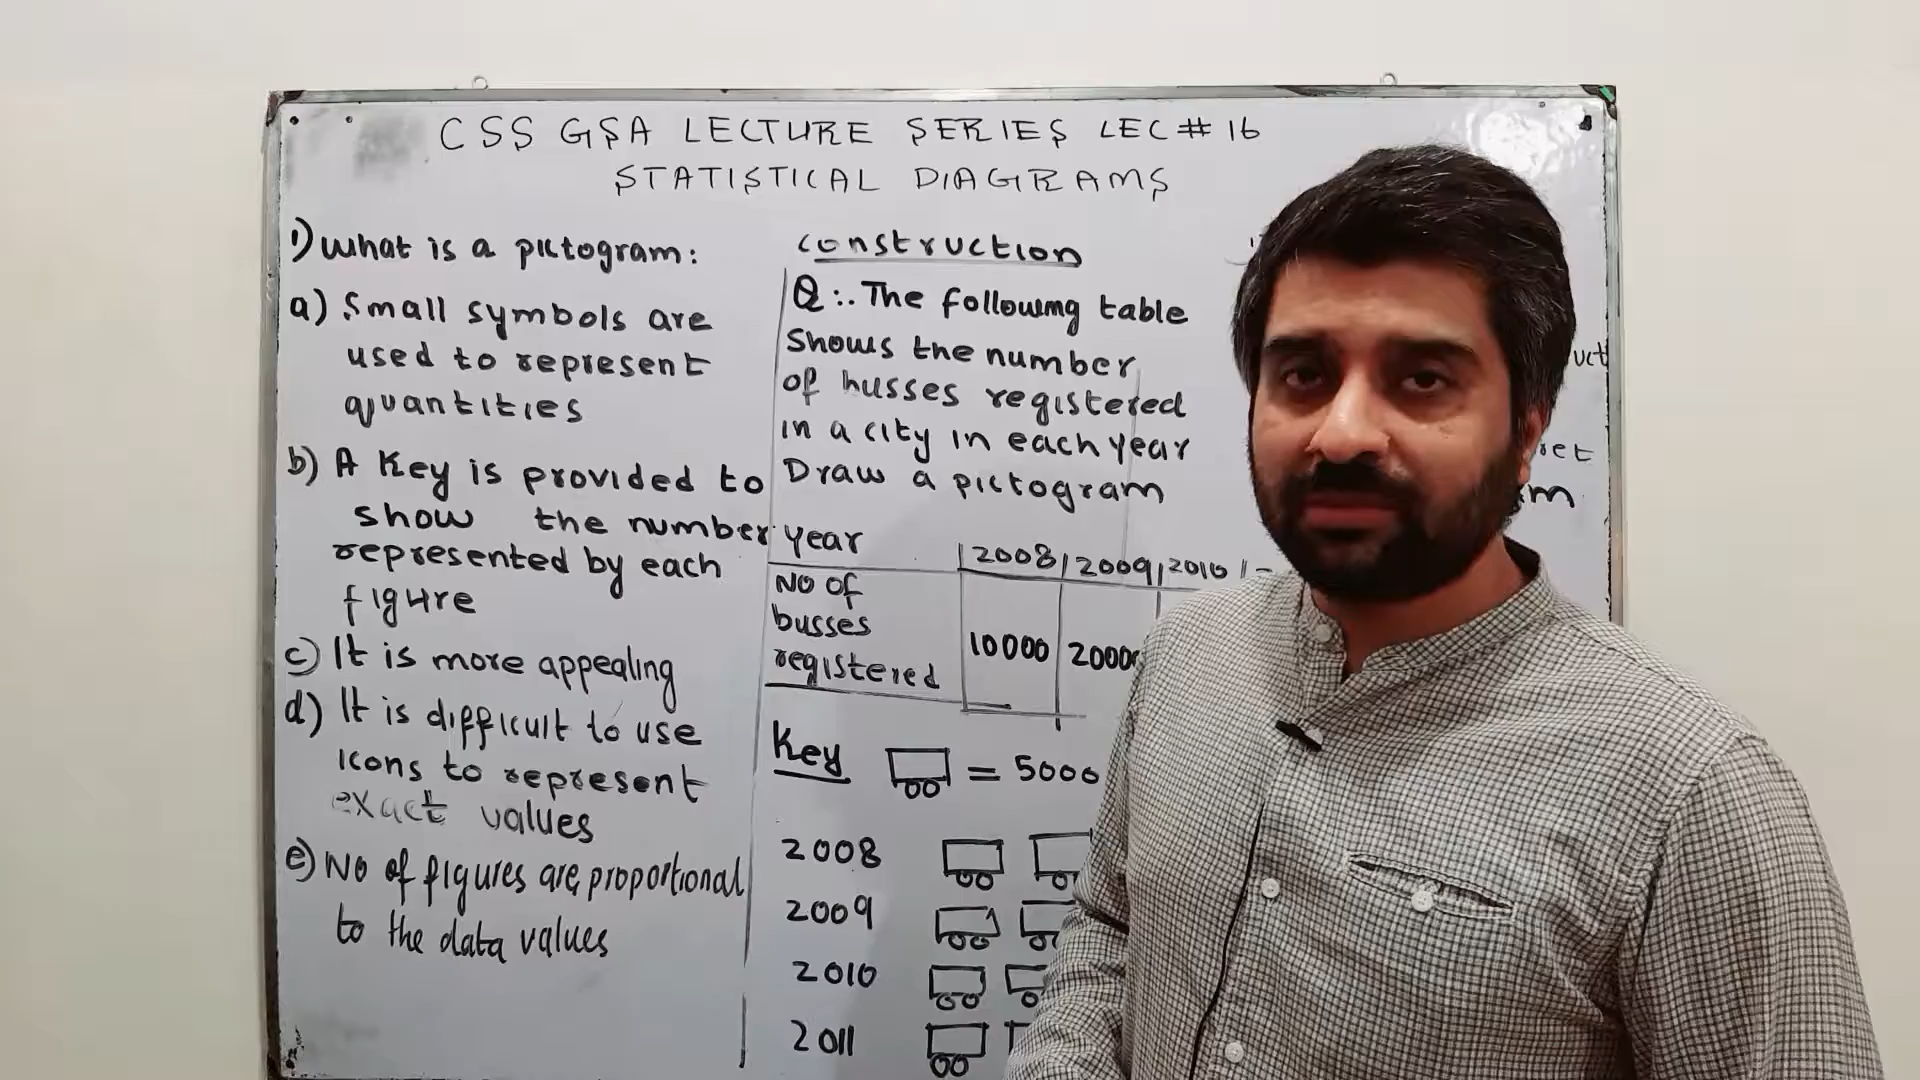 CSS GSA LECTURE SERIES LEC # 16
STATISTICAL DIAGRAMS
1) What is a pictogram:
a) Small symbols are
used to represent
quantities
b) A Key is provided to
show the number
represented by each
figure
c) It is more appealing
d) It is difficult to use
icons to represent
exact values
e) No of figures are proportional
to the data values
Construction
Q:. The following table
Shows the number
of busses registered
in a city in each year
Draw a pictogram
year 2008 2009 2010
No of
busses
registered
10000 2000
Key = 5000
2008
2009
2010
2011
uct